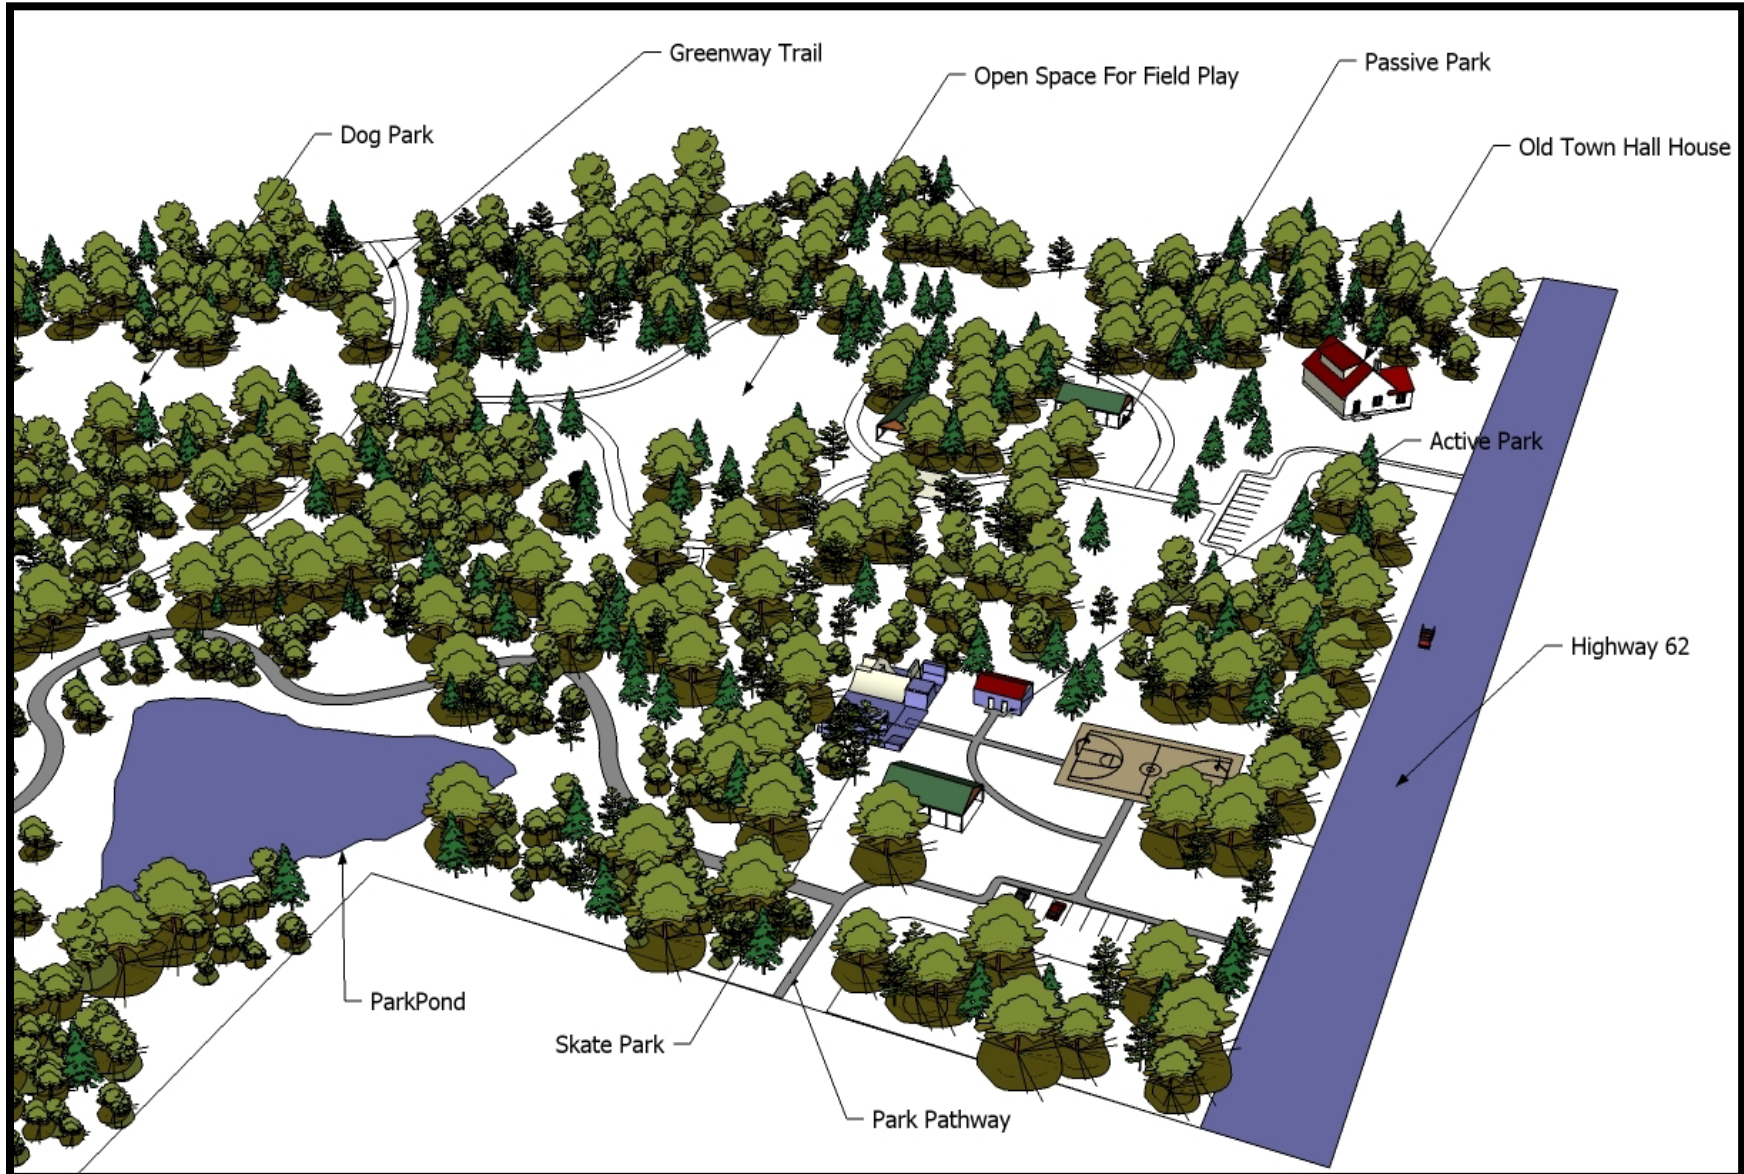 Greenway Trail
Open Space For Field Play
Passive Park
Dog Park
Old Town Hall House
Active Park
Highway 62
ParkPond
Skate Park
Park Pathway